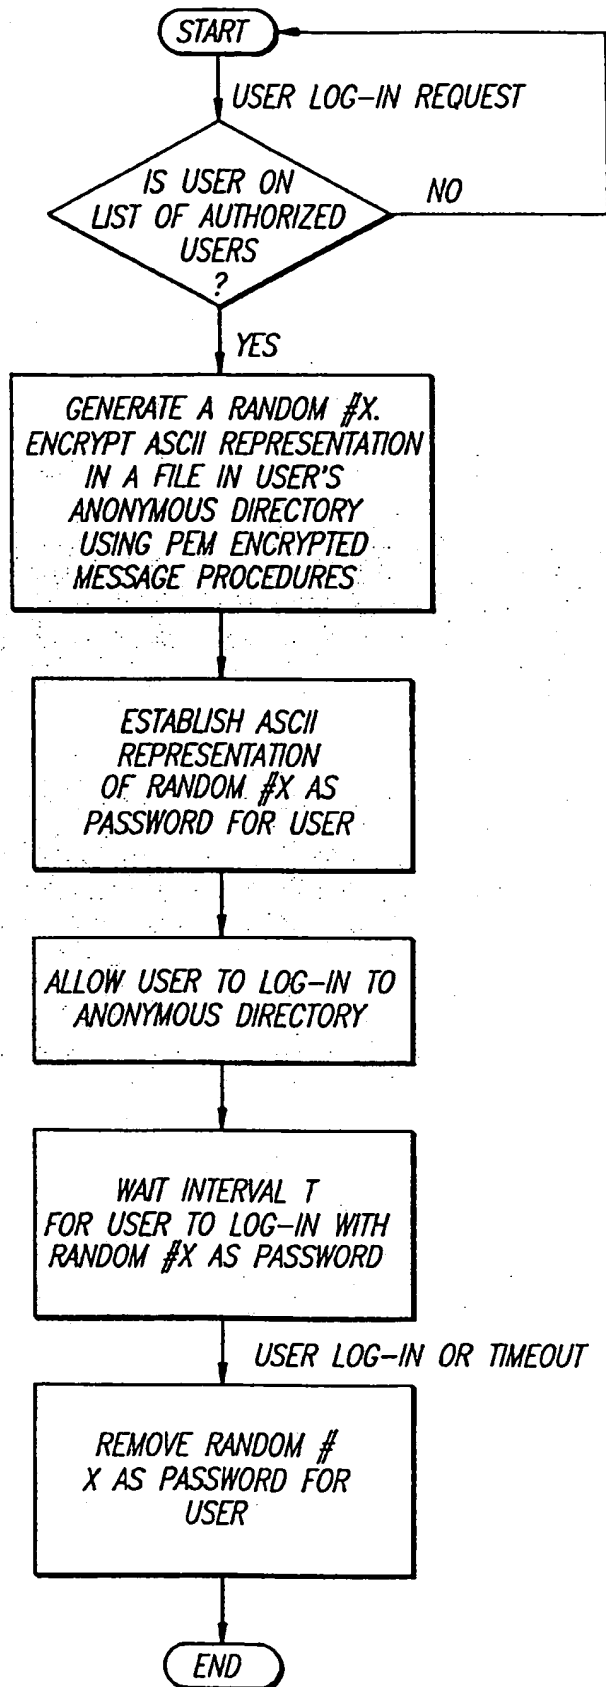 START
USER LOG-IN REQUEST
IS USER ON
LIST OF AUTHORIZED
USERS
?
NO
YES
GENERATE A RANDOM #X.
ENCRYPT ASCII REPRESENTATION
IN A FILE IN USER'S
ANONYMOUS DIRECTORY
USING PEM ENCRYPTED
MESSAGE PROCEDURES
ESTABLISH ASCII
REPRESENTATION
OF RANDOM #X AS
PASSWORD FOR USER
ALLOW USER TO LOG-IN TO
ANONYMOUS DIRECTORY
WAIT INTERVAL T
FOR USER TO LOG-IN WITH
RANDOM #X AS PASSWORD
USER LOG-IN OR TIMEOUT
REMOVE RANDOM #
X AS PASSWORD FOR
USER
END